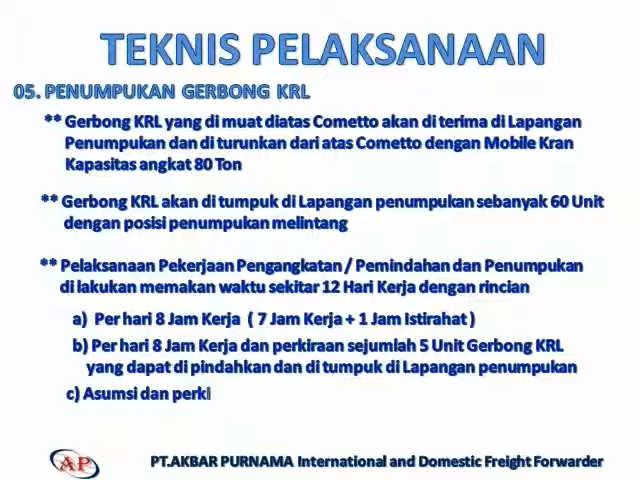 TEKNIS PELAKSANAAN
05. PENUMPUKAN GERBONG KRL
** Gerbong KRL yang di muat diatas Cometto akan di terima di Lapangan
Penumpukan dan di turunkan dari atas Cometto dengan Mobile Kran
Kapasitas angkat 80 Ton
** Gerbong KRL akan di tumpuk di Lapangan penumpukan sebanyak 60 Unit
dengan posisi penumpukan melintang
** Pelaksanaan Pekerjaan Pengangkatan / Pemindahan dan Penumpukan
di lakukan memakan waktu sekitar 12 Hari Kerja dengan rincian
a) Per hari 8 Jam Kerja ( 7 Jam Kerja + 1 Jam Istirahat )
b) Per hari 8 Jam Kerja dan perkiraan sejumlah 5 Unit Gerbong KRL
yang dapat di pindahkan dan di tumpuk di Lapangan penumpukan
c) Asumsi dan perki
AP
PT.AKBAR PURNAMA International and Domestic Freight Forwarder